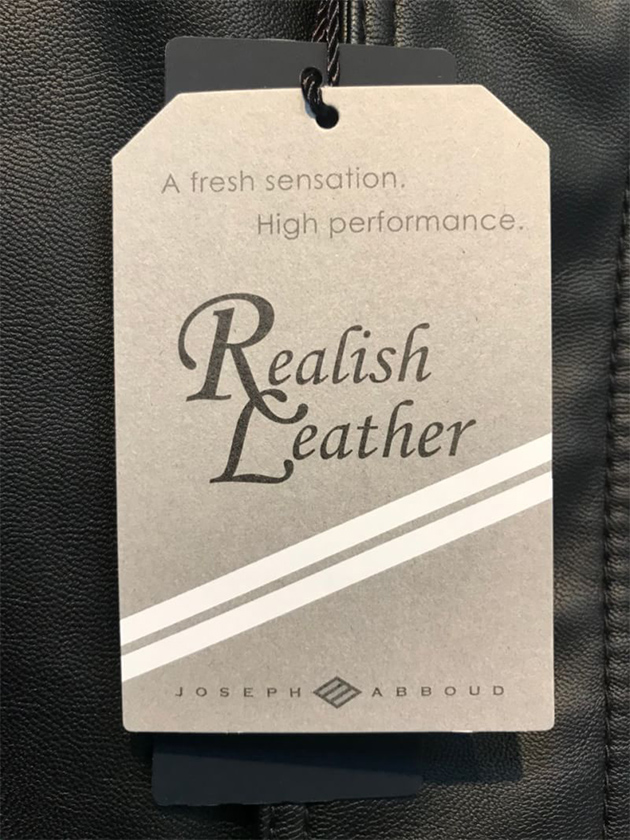 A fresh sensation.
High performance.
Realish
Leather
JOSEPH ABBOUD